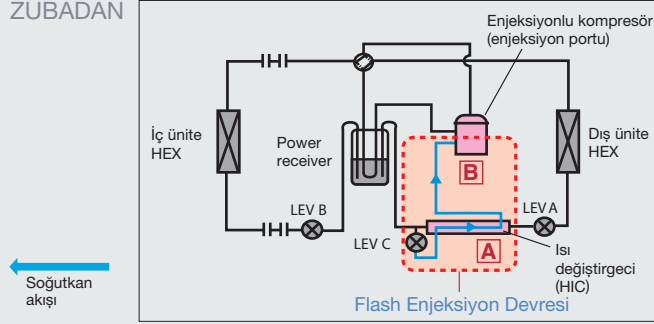 ZUBADAN
Enjeksiyonlu kompresör
(enjeksiyon portu)
İç ünite
HEX
Power
receiver
Dış ünite
HEX
B
LEV B
LEV A
LEV C
A
Isı
değiştirgeci
(HIC)
Soğutkan
akışı
Flash Enjeksiyon Devresi